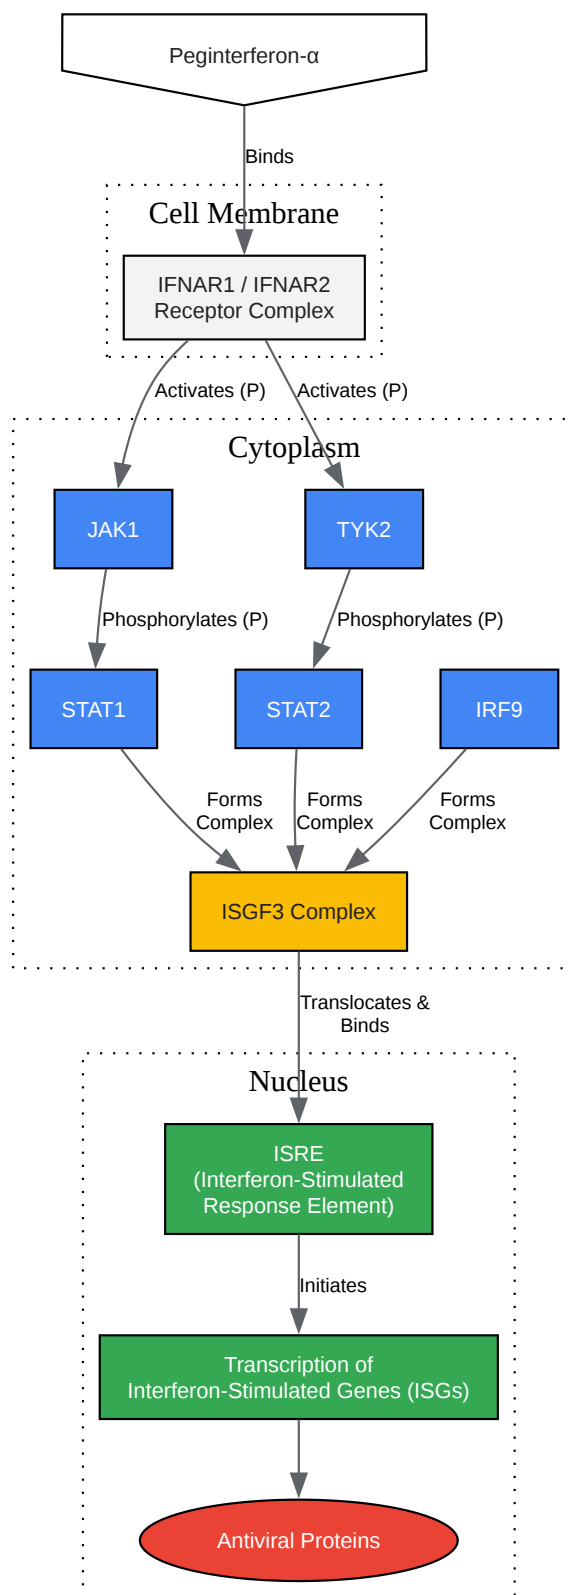 Peginterferon-α
Binds
Cell Membrane
IFNAR1 / IFNAR2
Receptor Complex
Activates (P)
Activates (P)
Cytoplasm
JAK1
TYK2
Phosphorylates (P)
Phosphorylates (P)
STAT1
STAT2
IRF9
Forms
Complex
Forms
Complex
Forms
Complex
ISGF3 Complex
Translocates &
Binds
Nucleus
ISRE
(Interferon-Stimulated
Response Element)
Initiates
Transcription of
Interferon-Stimulated Genes (ISGs)
Antiviral Proteins